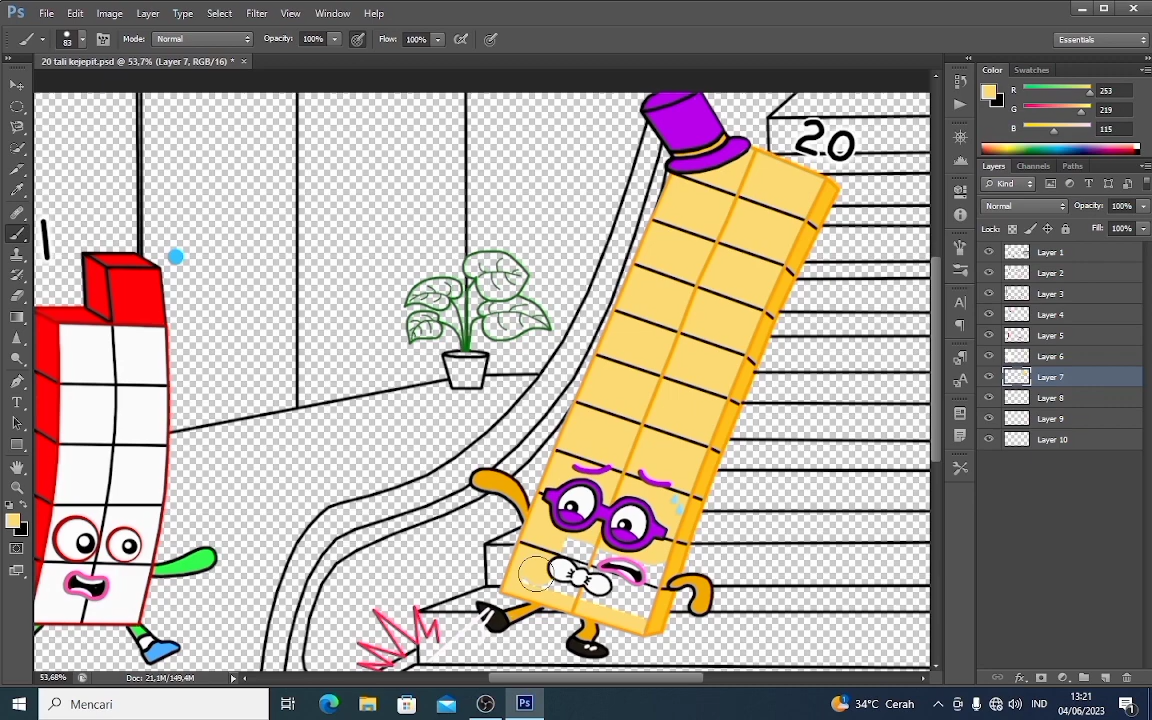 Ps File Edit Image Layer Type Select Filter View Window Help
83 Mode: Normal Opacity: 100% Flow: 100% Essentials
20 tali kejepit.psd @ 53,7% (Layer 7, RGB/16) * ×
Color Swatches
R 253
G 219
B 115
Layers Channels Paths
Kind
Normal Opacity: 100%
Lock: Fill: 100%
Layer 1
Layer 2
Layer 3
Layer 4
Layer 5
Layer 6
Layer 7
Layer 8
Layer 9
Layer 10
20
53,68% Doc: 21,1M/149,4M
Mencari
Ps
34°C Cerah
IND
13:21
04/06/2023
1